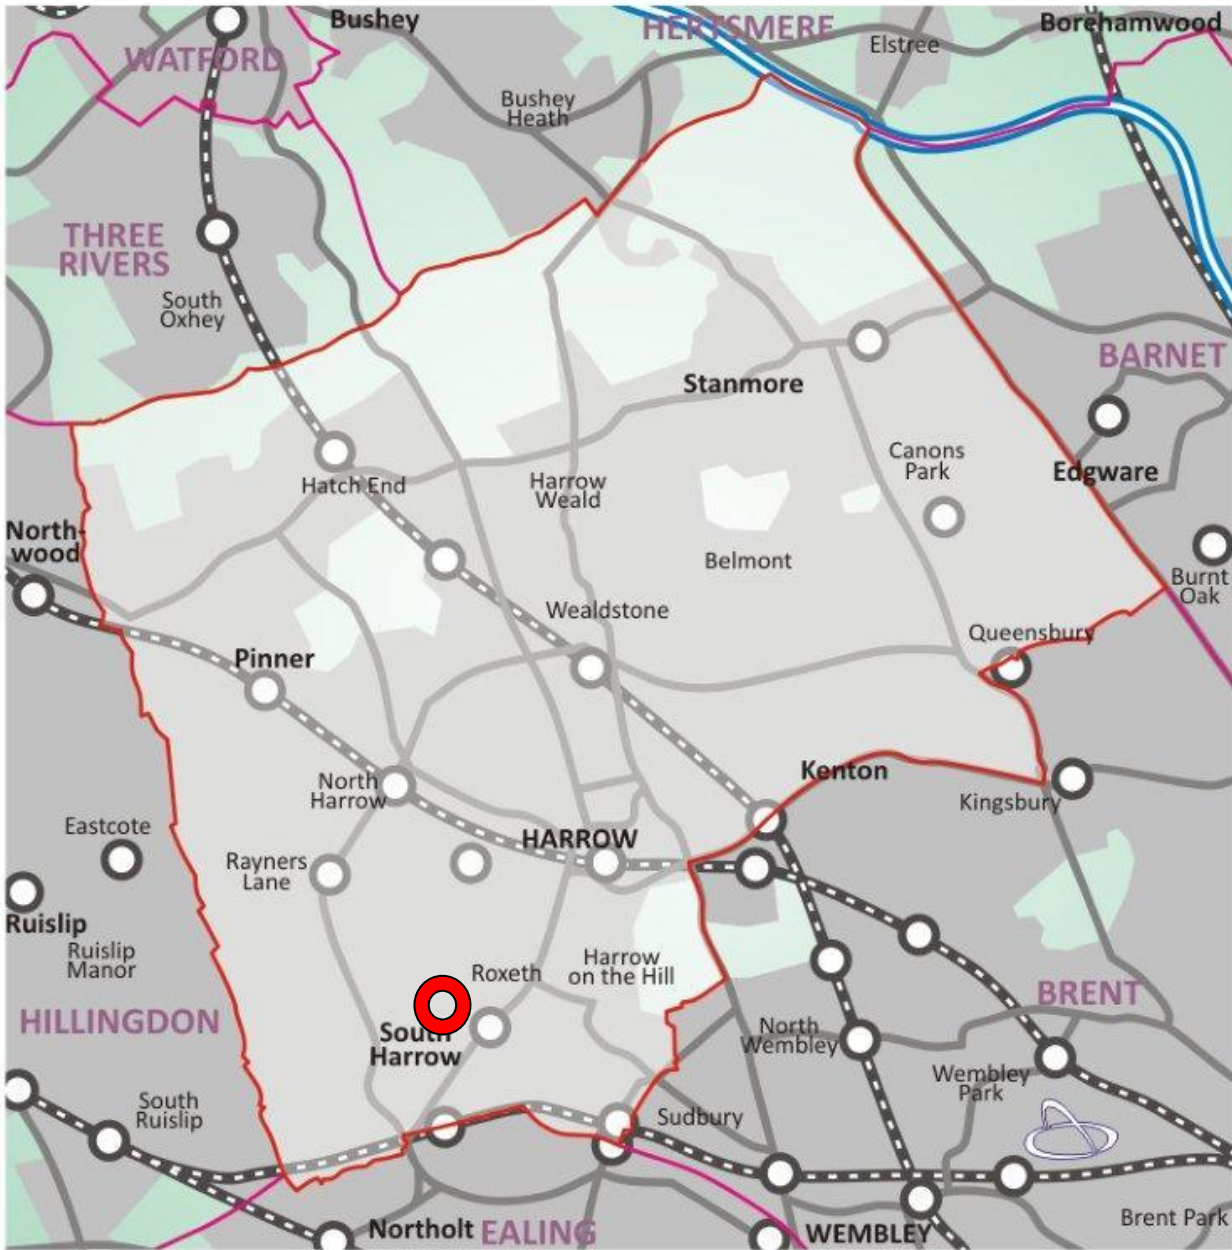 Bushey
HERTSMERE
Borehamwood
Elstree
WATFORD
Bushey
Heath
THREE
RIVERS
South
Oxhey
BARNET
Stanmore
Edgware
Canons
Park
Hatch End
Harrow
Weald
North-
wood
Belmont
Burnt
Oak
Wealdstone
Queensbury
Pinner
Kenton
North
Harrow
Kingsbury
Eastcote
HARROW
Rayners
Lane
Ruislip
Ruislip
Manor
Roxeth
Harrow
on the Hill
HILLINGDON
BRENT
South
Harrow
North
Wembley
Wembley
Park
South
Ruislip
Sudbury
Northolt
EALING
WEMBLEY
Brent Park